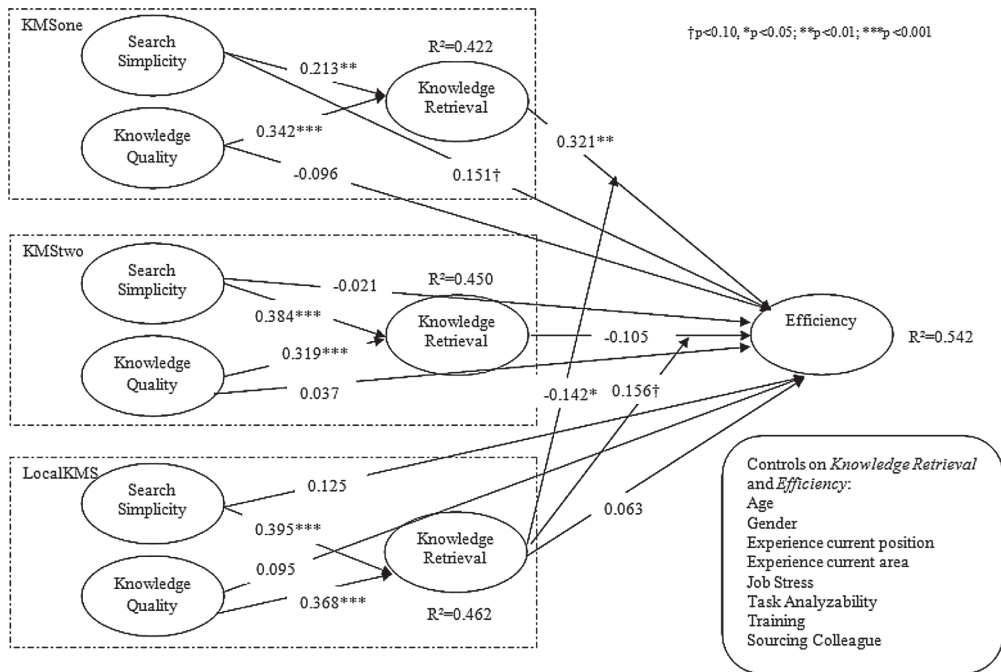 KMSone
†p<0.10, *p<0.05; **p<0.01; ***p<0.001
Search
Simplicity
R²=0.422
0.213**
Knowledge
Retrieval
Knowledge
Quality
0.342***
0.321**
-0.096
0.151†
KMStwo
Search
Simplicity
-0.021
R²=0.450
0.384***
Knowledge
Retrieval
-0.105
Efficiency
R²=0.542
Knowledge
Quality
0.319***
0.037
-0.142*
0.156†
LocalKMS
Search
Simplicity
0.125
0.395***
Knowledge
Retrieval
0.063
Knowledge
Quality
0.095
0.368***
R²=0.462
Controls on Knowledge Retrieval
and Efficiency:
Age
Gender
Experience current position
Experience current area
Job Stress
Task Analyzability
Training
Sourcing Colleague